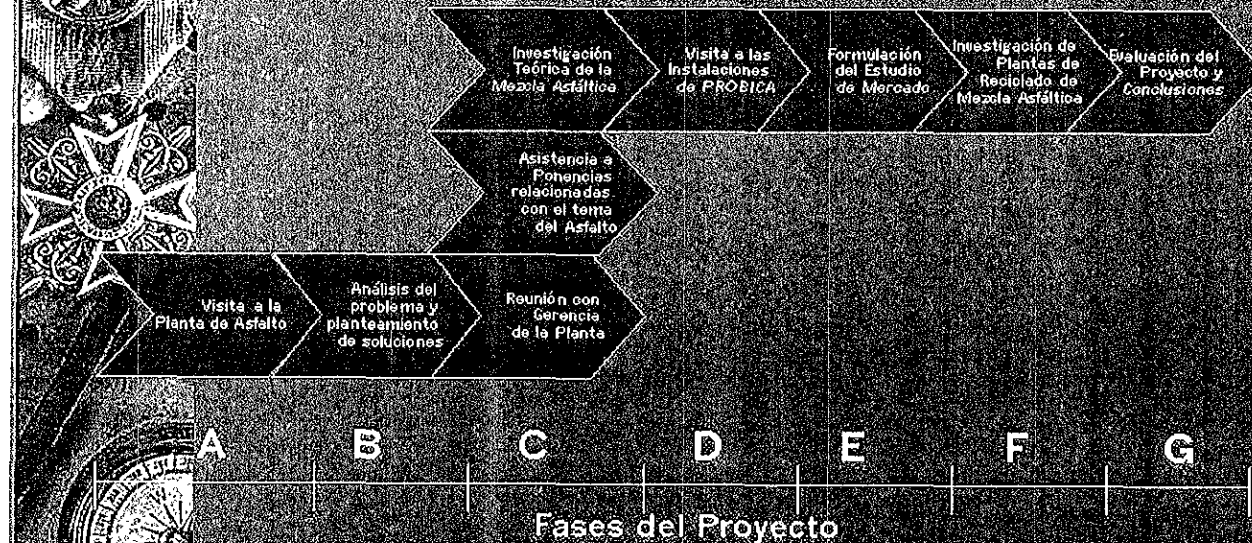 Investigación
Teórica de la
Mezcla Asfáltica
Visita a las
Instalaciones
de PROBICA
Formulación
del Estudio
de Mercado
Investigación de
Plantas de
Reciclado de
Mezcla Asfáltica
Evaluación del
Proyecto y
Conclusiones
Asistencia a
Ponencias
relacionadas
con el tema
del Asfalto
Visita a la
Planta de Asfalto
Análisis del
problema y
planteamiento
de soluciones
Reunión con
Gerencia
de la Planta
A B C D E F G
Fases del Proyecto